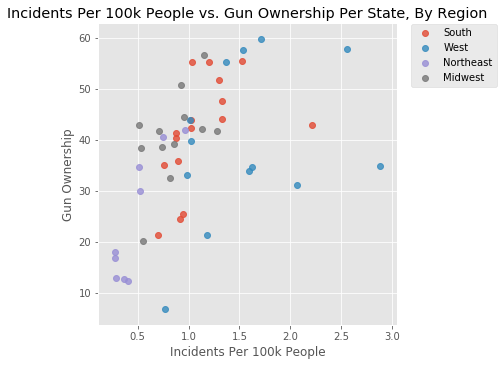 Incidents Per 100k People vs. Gun Ownership Per State, By Region
South
West
Northeast
Midwest
60
50
40
30
20
10
Gun Ownership
0.5 1.0 1.5 2.0 2.5 3.0
Incidents Per 100k People